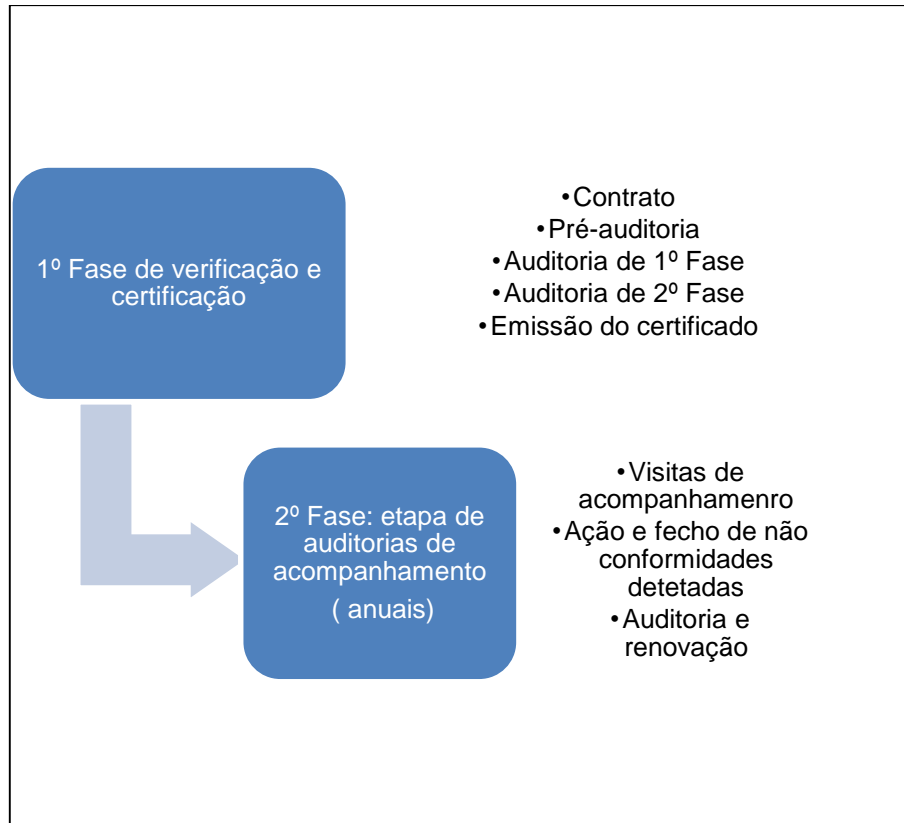 1º Fase de verificação e
certificação
•Contrato
•Pré-auditoria
•Auditoria de 1º Fase
•Auditoria de 2º Fase
•Emissão do certificado
2º Fase: etapa de
auditorias de
acompanhamento
( anuais)
•Visitas de
acompanhamenro
•Ação e fecho de não
conformidades
detetadas
•Auditoria e
renovação